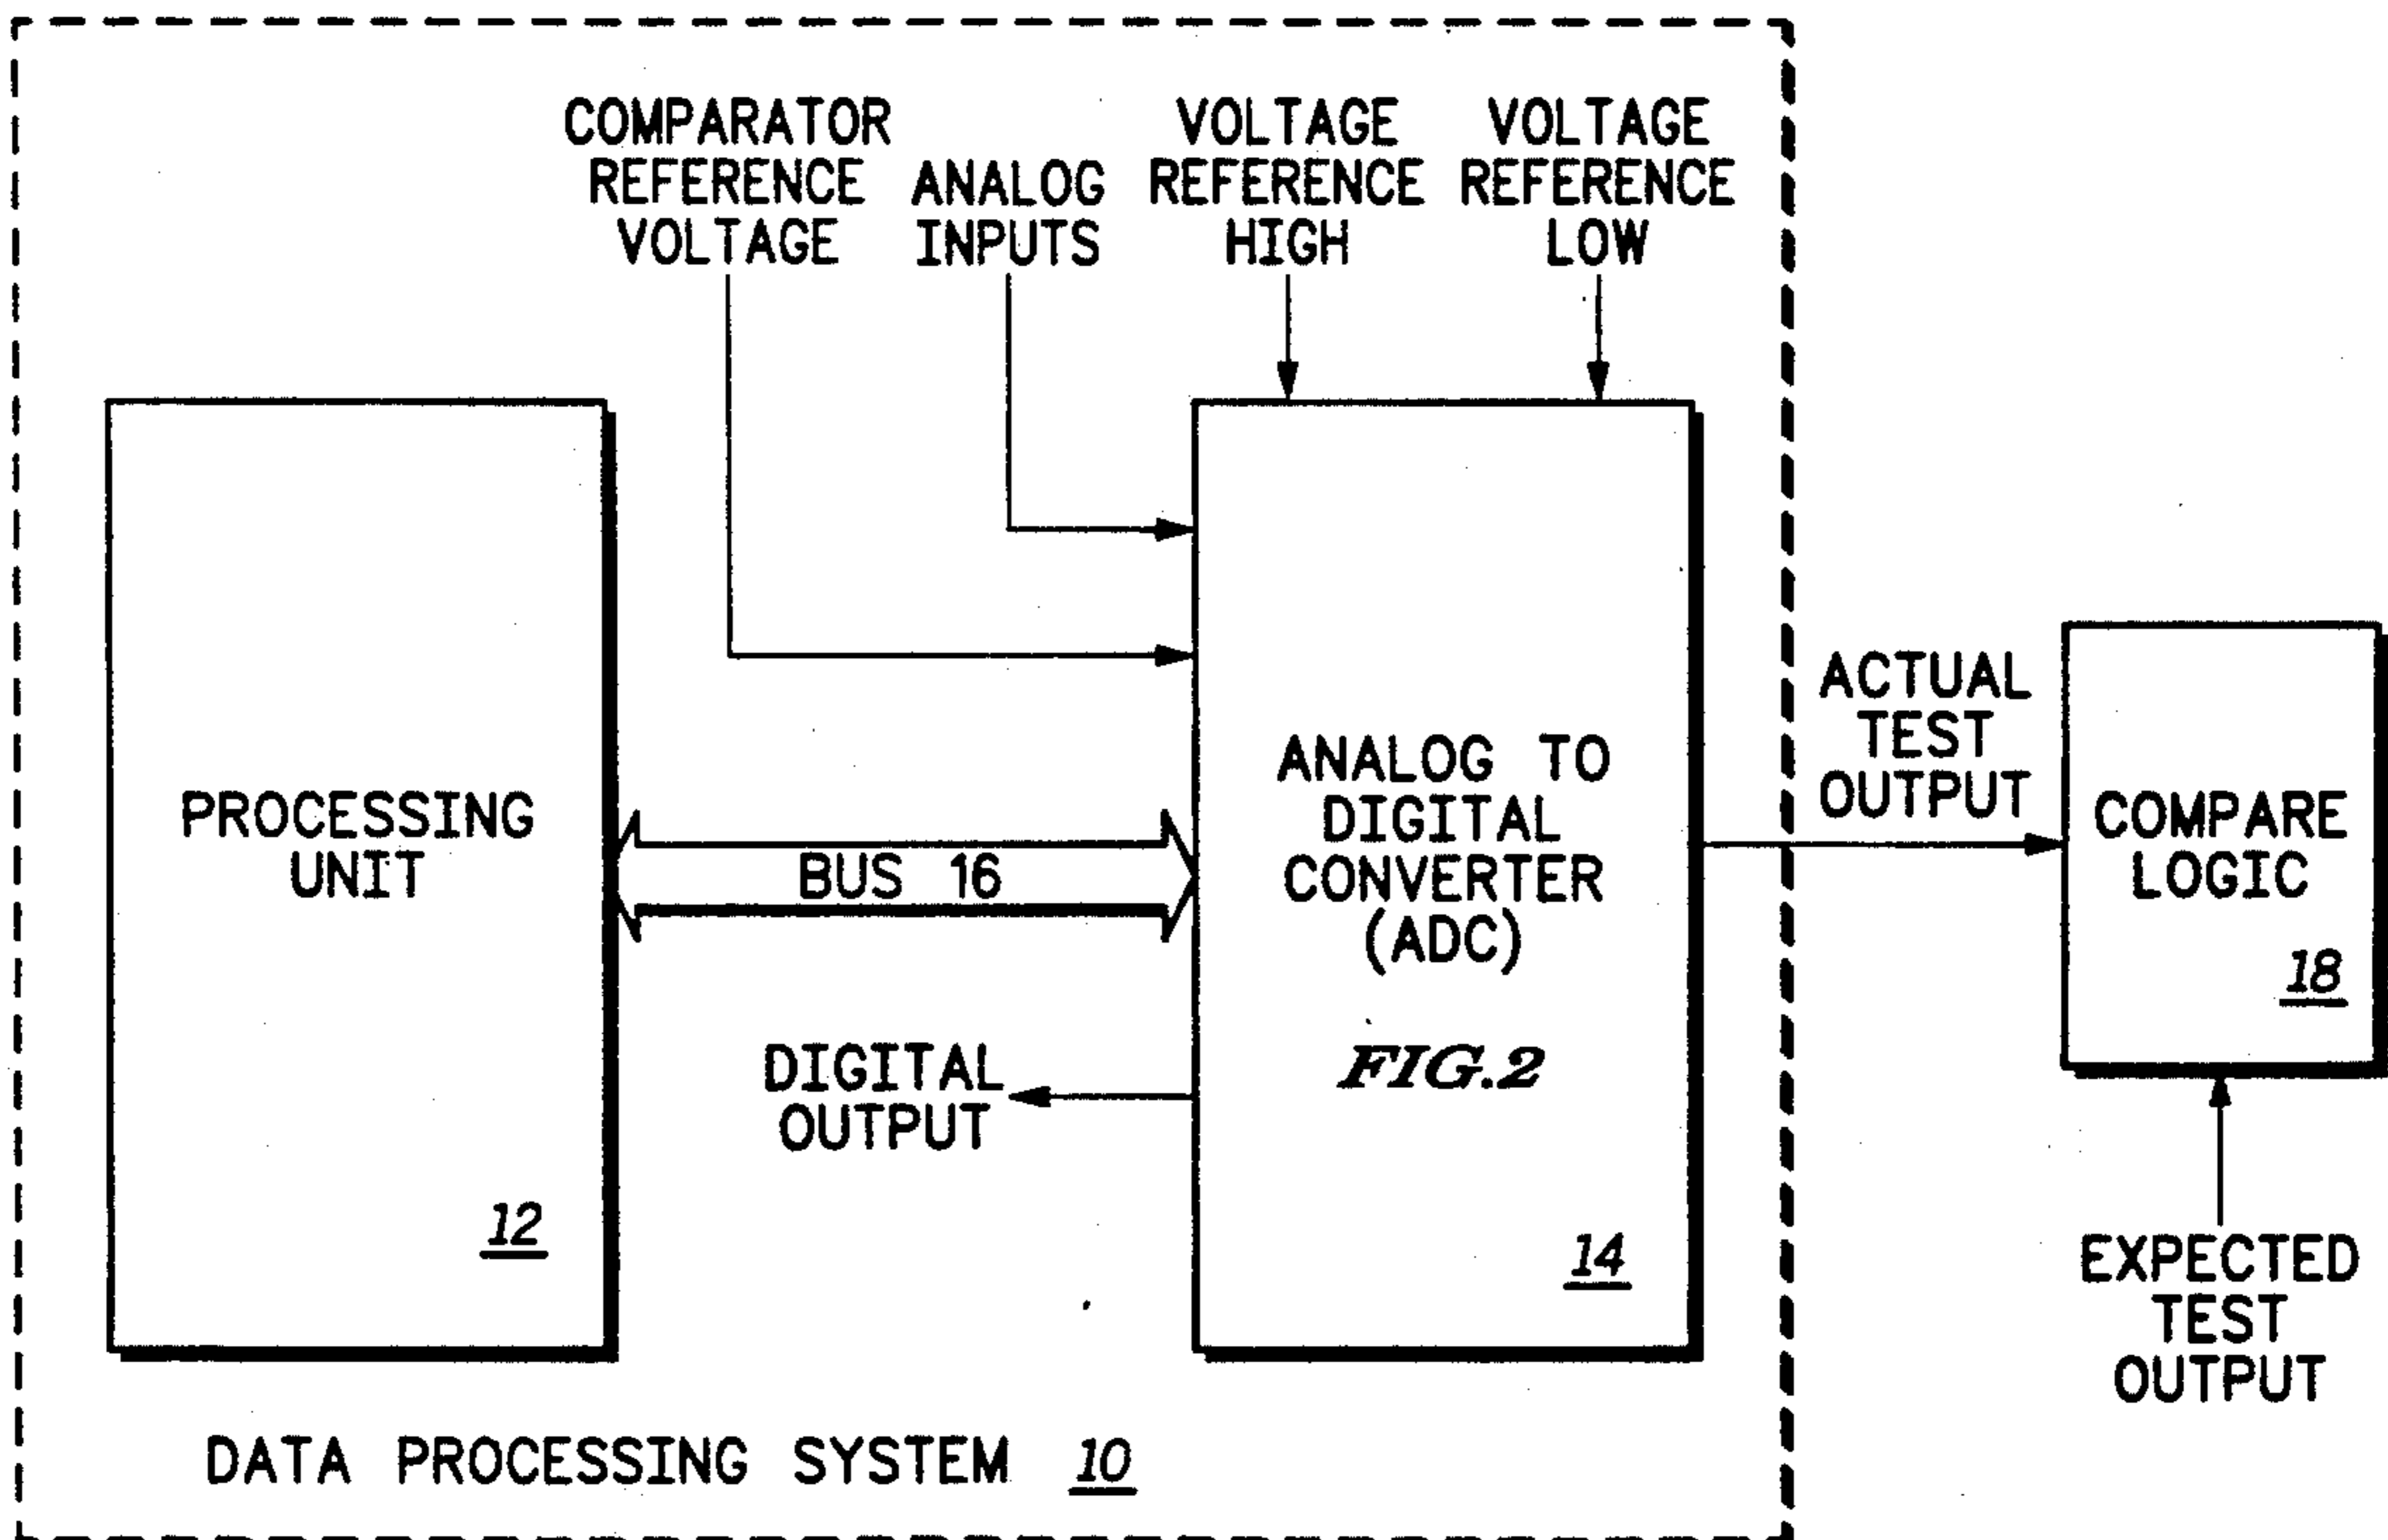 COMPARATOR
REFERENCE
VOLTAGE
ANALOG
INPUTS
VOLTAGE
REFERENCE
HIGH
VOLTAGE
REFERENCE
LOW
PROCESSING
UNIT
12
BUS 16
DIGITAL
OUTPUT
ANALOG TO
DIGITAL
CONVERTER
(ADC)
FIG.2
14
ACTUAL
TEST
OUTPUT
COMPARE
LOGIC
18
EXPECTED
TEST
OUTPUT
DATA PROCESSING SYSTEM 10